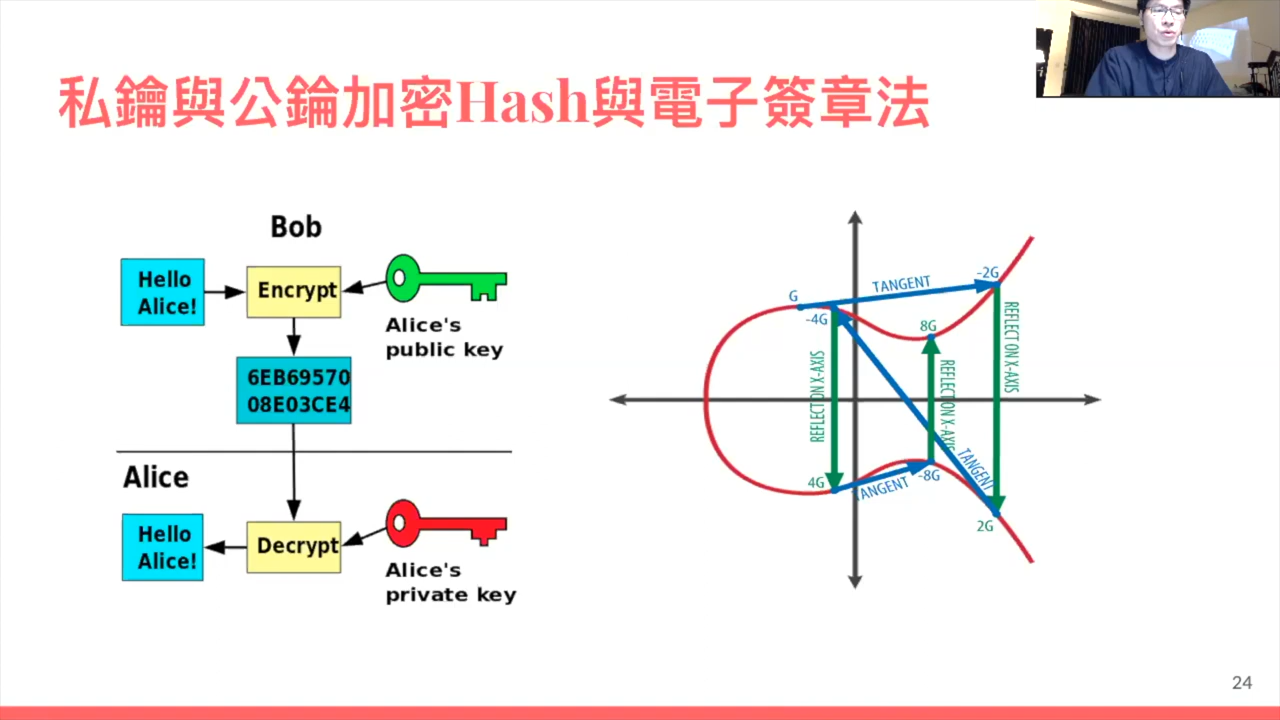 私鑰與公鑰加密Hash與電子簽章法
Bob
Hello
Alice!
Encrypt
Alice's
public key
6EB69570
08E03CE4
Alice
Hello
Alice!
Decrypt
Alice's
private key
G
TANGENT
-2G
-4G
8G
REFLECT ON X-AXIS
REFLECT ON X-AXIS
REFLECT ON X-AXIS
4G
TANGENT
-8G
TANGENT
2G
24